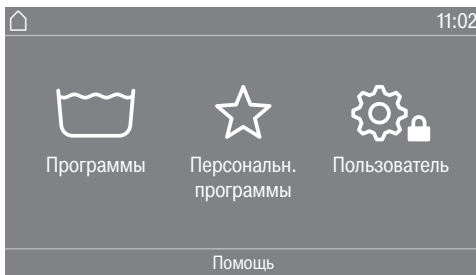 11:02
Программы
Персональн.
программы
Пользователь
Помощь